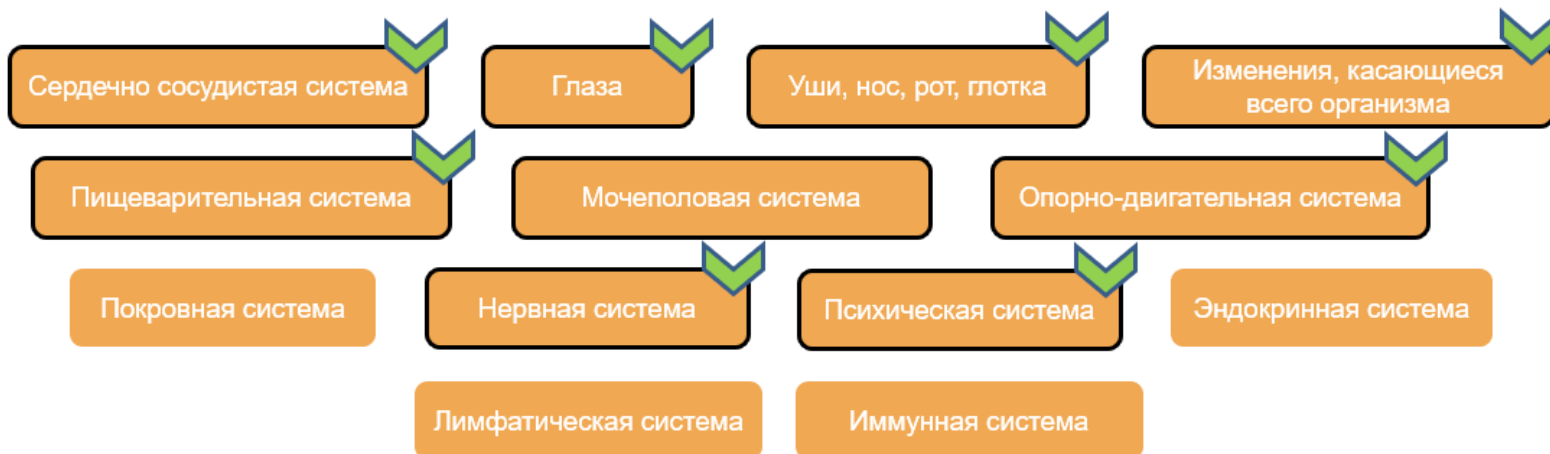 Сердечно сосудистая система
Глаза
Уши, нос, рот, глотка
Изменения, касающиеся
всего организма
Пищеварительная система
Мочеполовая система
Опорно-двигательная система
Покровная система
Нервная система
Психическая система
Эндокринная система
Лимфатическая система
Иммунная система